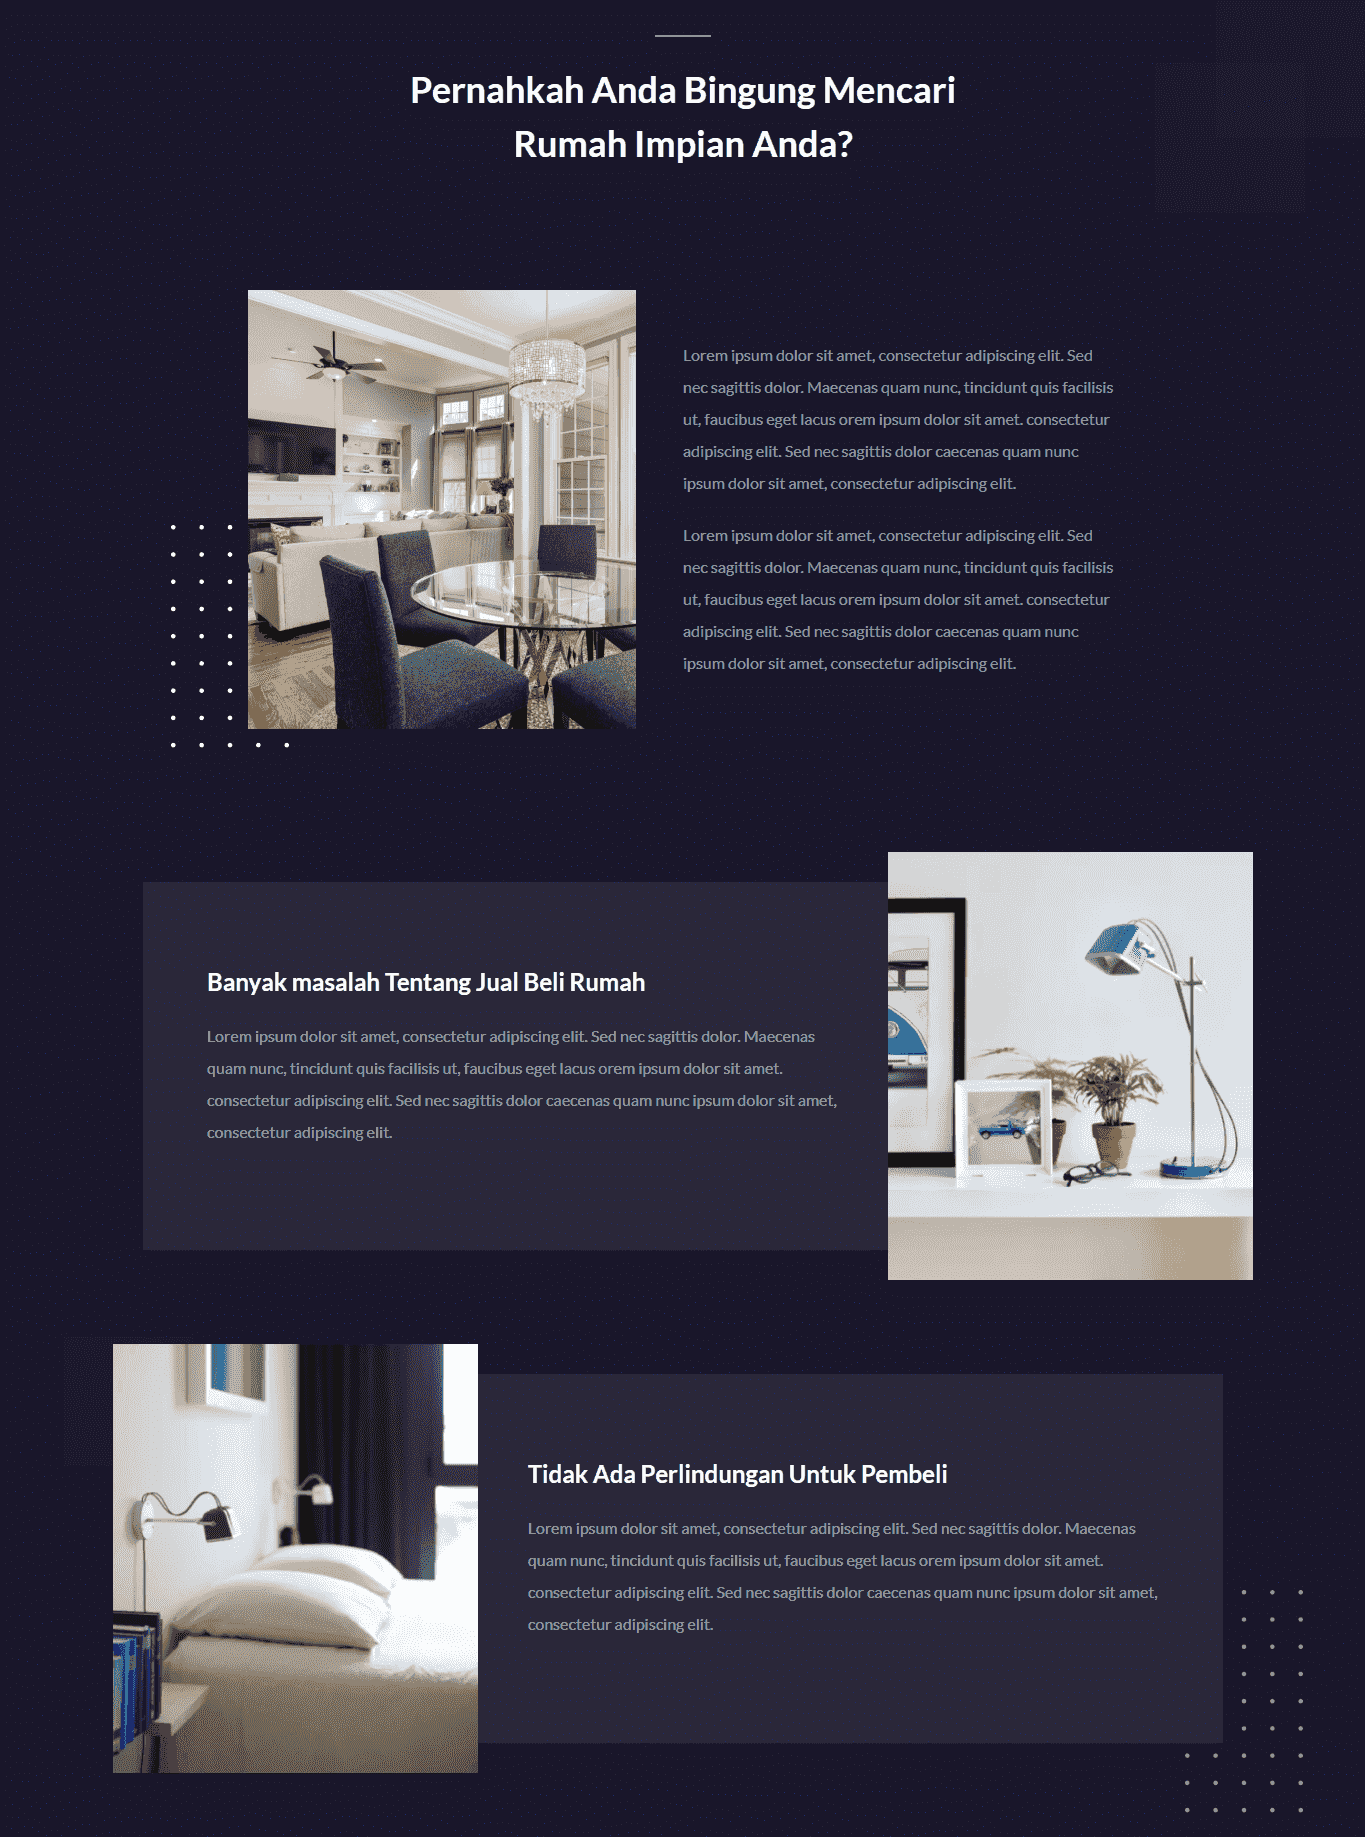 Pernahkah Anda Bingung Mencari
Rumah Impian Anda?
Lorem ipsum dolor sit amet, consectetur adipiscing elit. Sed
nec sagittis dolor. Maecenas quam nunc, tincidunt quis facilisis
ut, faucibus eget lacus orem ipsum dolor sit amet. consectetur
adipiscing elit. Sed nec sagittis dolor caecenas quam nunc
ipsum dolor sit amet, consectetur adipiscing elit.
Lorem ipsum dolor sit amet, consectetur adipiscing elit. Sed
nec sagittis dolor. Maecenas quam nunc, tincidunt quis facilisis
ut, faucibus eget lacus orem ipsum dolor sit amet. consectetur
adipiscing elit. Sed nec sagittis dolor caecenas quam nunc
ipsum dolor sit amet, consectetur adipiscing elit.
Banyak masalah Tentang Jual Beli Rumah
Lorem ipsum dolor sit amet, consectetur adipiscing elit. Sed nec sagittis dolor. Maecenas
quam nunc, tincidunt quis facilisis ut, faucibus eget lacus orem ipsum dolor sit amet.
consectetur adipiscing elit. Sed nec sagittis dolor caecenas quam nunc ipsum dolor sit amet,
consectetur adipiscing elit.
Tidak Ada Perlindungan Untuk Pembeli
Lorem ipsum dolor sit amet, consectetur adipiscing elit. Sed nec sagittis dolor. Maecenas
quam nunc, tincidunt quis facilisis ut, faucibus eget lacus orem ipsum dolor sit amet.
consectetur adipiscing elit. Sed nec sagittis dolor caecenas quam nunc ipsum dolor sit amet,
consectetur adipiscing elit.